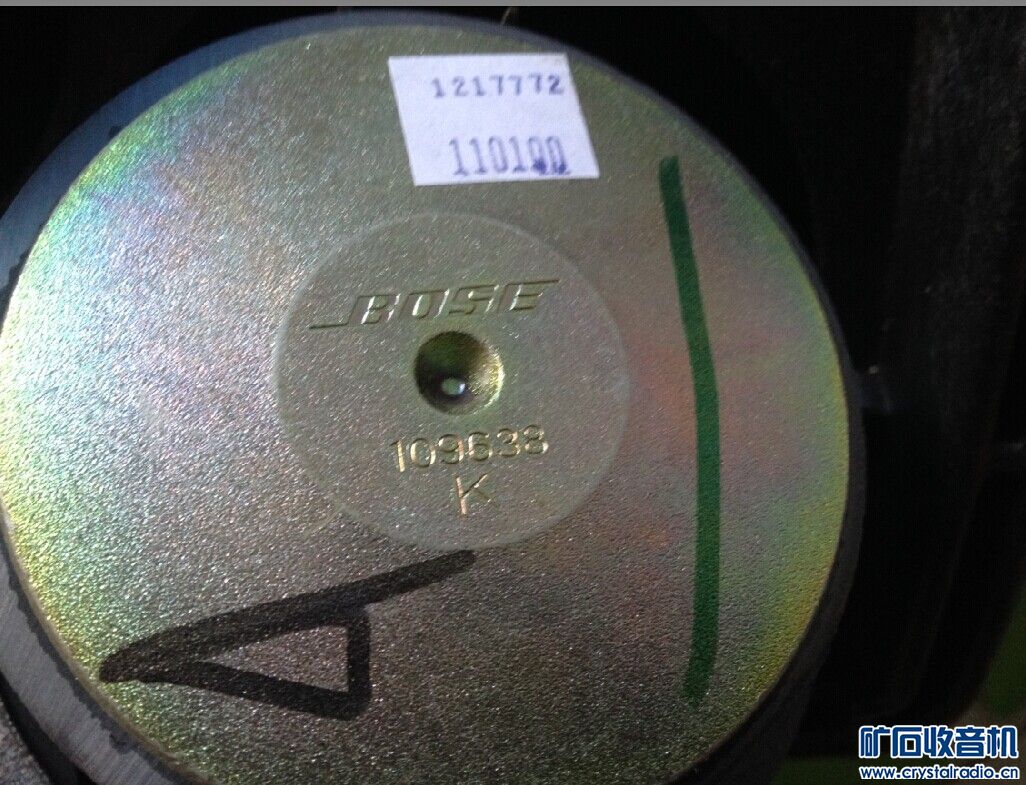 1217772
110100
BOSE
109638
K
矿石收音机
www.crystalradio.cn